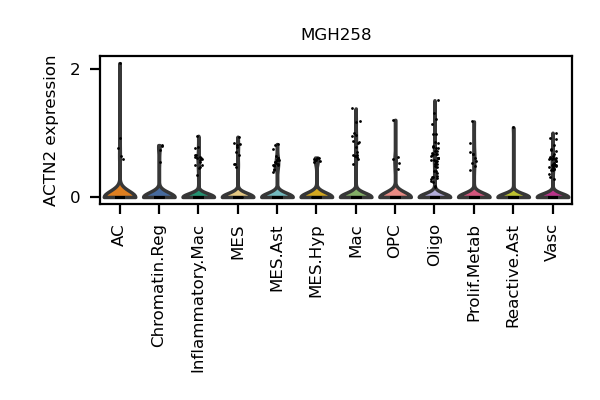 MGH258
ACTN2 expression
2
0
AC
Chromatin.Reg
Inflammatory.Mac
MES
MES.Ast
MES.Hyp
Mac
OPC
Oligo
Prolif.Metab
Reactive.Ast
Vasc